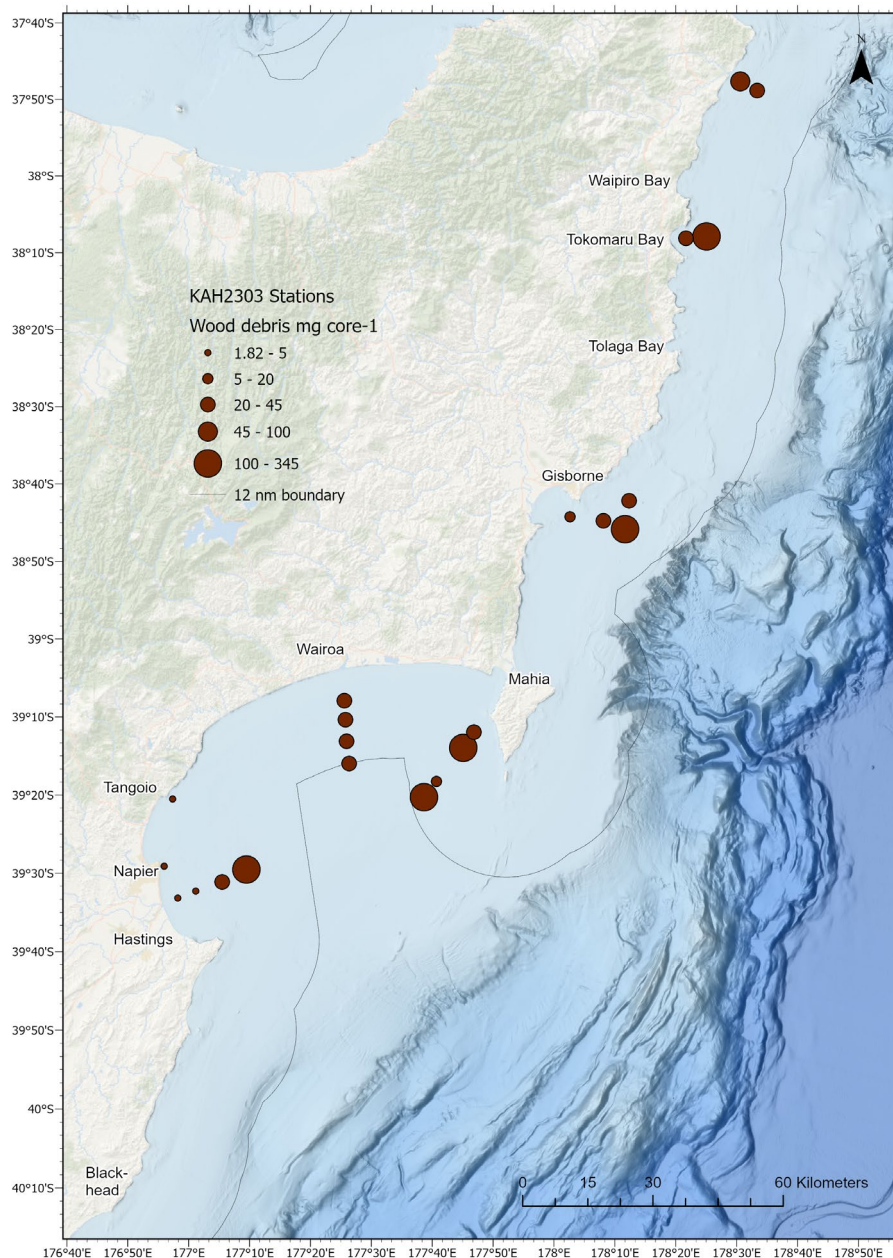 N
37°40'S
37°50'S
38°S
38°10'S
38°20'S
38°30'S
38°40'S
38°50'S
39°S
39°10'S
39°20'S
39°30'S
39°40'S
39°50'S
40°S
40°10'S
Waipiro Bay
Tokomaru Bay
Tolaga Bay
Gisborne
KAH2303 Stations
Wood debris mg core-1
1.82 - 5
5 - 20
20 - 45
45 - 100
100 - 345
12 nm boundary
Wairoa
Mahia
Tangoio
Napier
Hastings
Black-
head
0 15 30 60 Kilometers
176°40'E 176°50'E 177°E 177°10'E 177°20'E 177°30'E 177°40'E 177°50'E 178°E 178°10'E 178°20'E 178°30'E 178°40'E 178°50'E